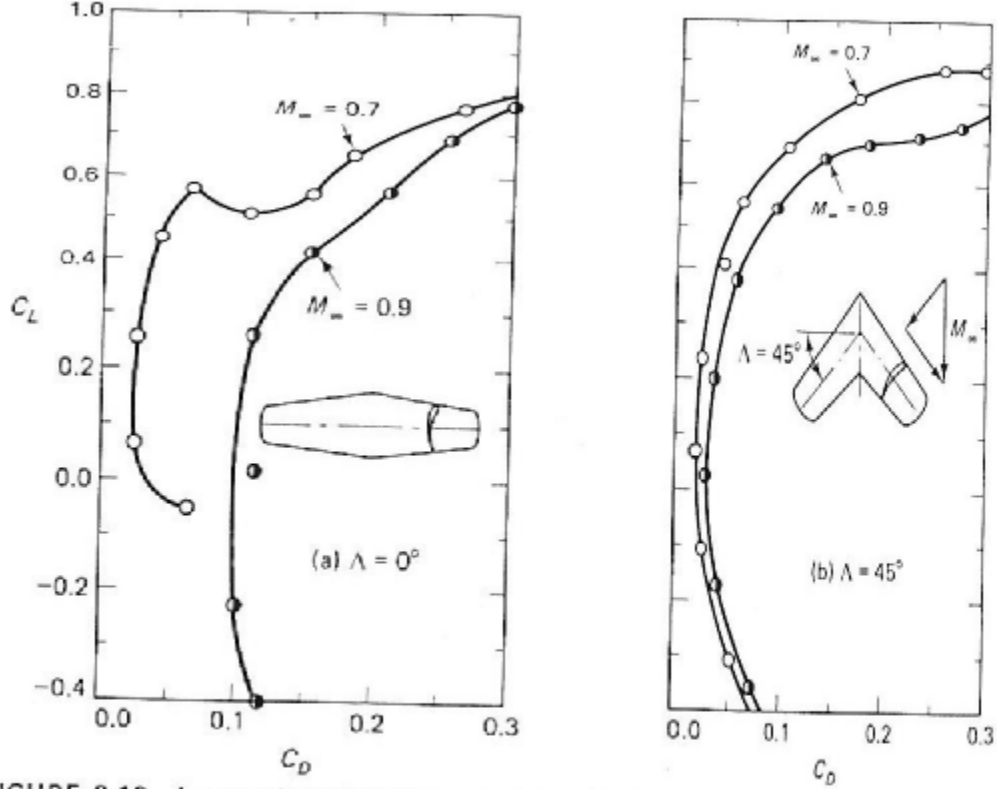 1.0
0.8
0.6
0.4
0.2
0.0
−0.2
−0.4
C_L
M_∞ = 0.7
M_∞ = 0.9
(a) Λ = 0°
0.0 0.1 0.2 0.3
C_D
M_∞ = 0.7
M_∞ = 0.9
Λ = 45°
M_∞
(b) Λ = 45°
0.0 0.1 0.2 0.3
C_D